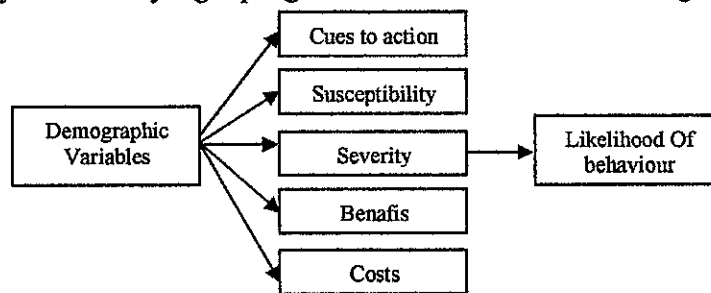 Cues to action
Susceptibility
Demographic
Variables
Severity
Likelihood Of
behaviour
Benafis
Costs